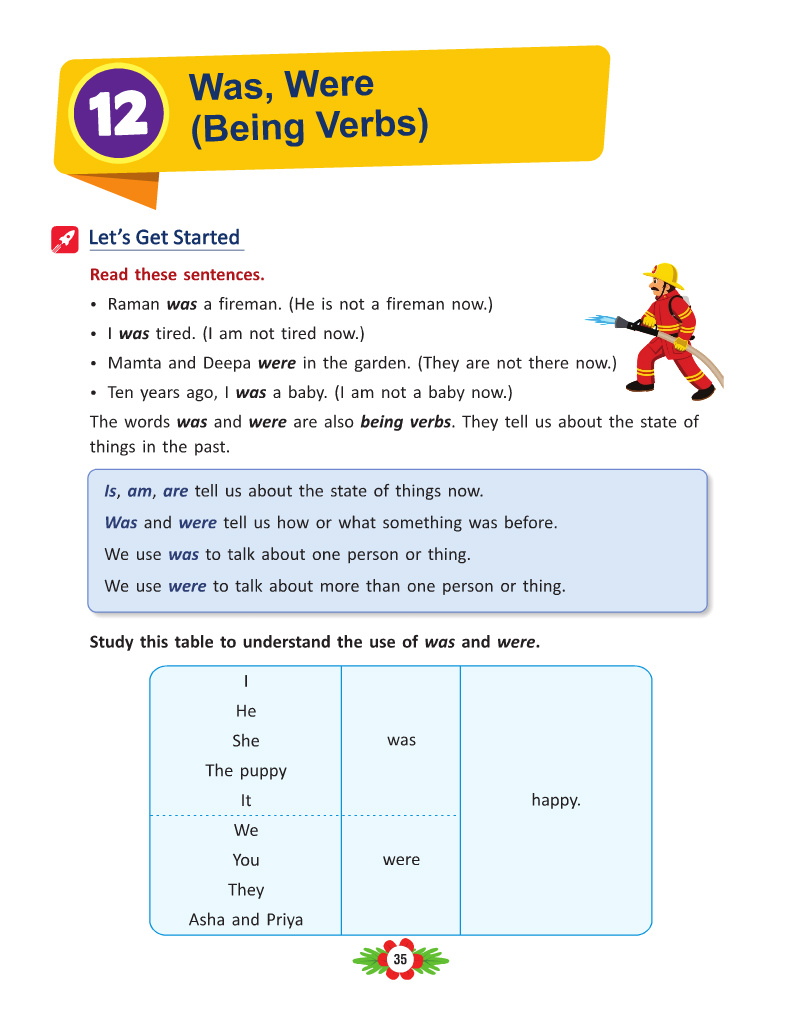 12
Was, Were
(Being Verbs)
Let's Get Started
Read these sentences.
• Raman was a fireman. (He is not a fireman now.)
• I was tired. (I am not tired now.)
• Mamta and Deepa were in the garden. (They are not there now.)
• Ten years ago, I was a baby. (I am not a baby now.)
The words was and were are also being verbs. They tell us about the state of
things in the past.
Is, am, are tell us about the state of things now.
Was and were tell us how or what something was before.
We use was to talk about one person or thing.
We use were to talk about more than one person or thing.
Study this table to understand the use of was and were.
I
He
She
The puppy
It
was
We
You
They
Asha and Priya
were
happy.
35